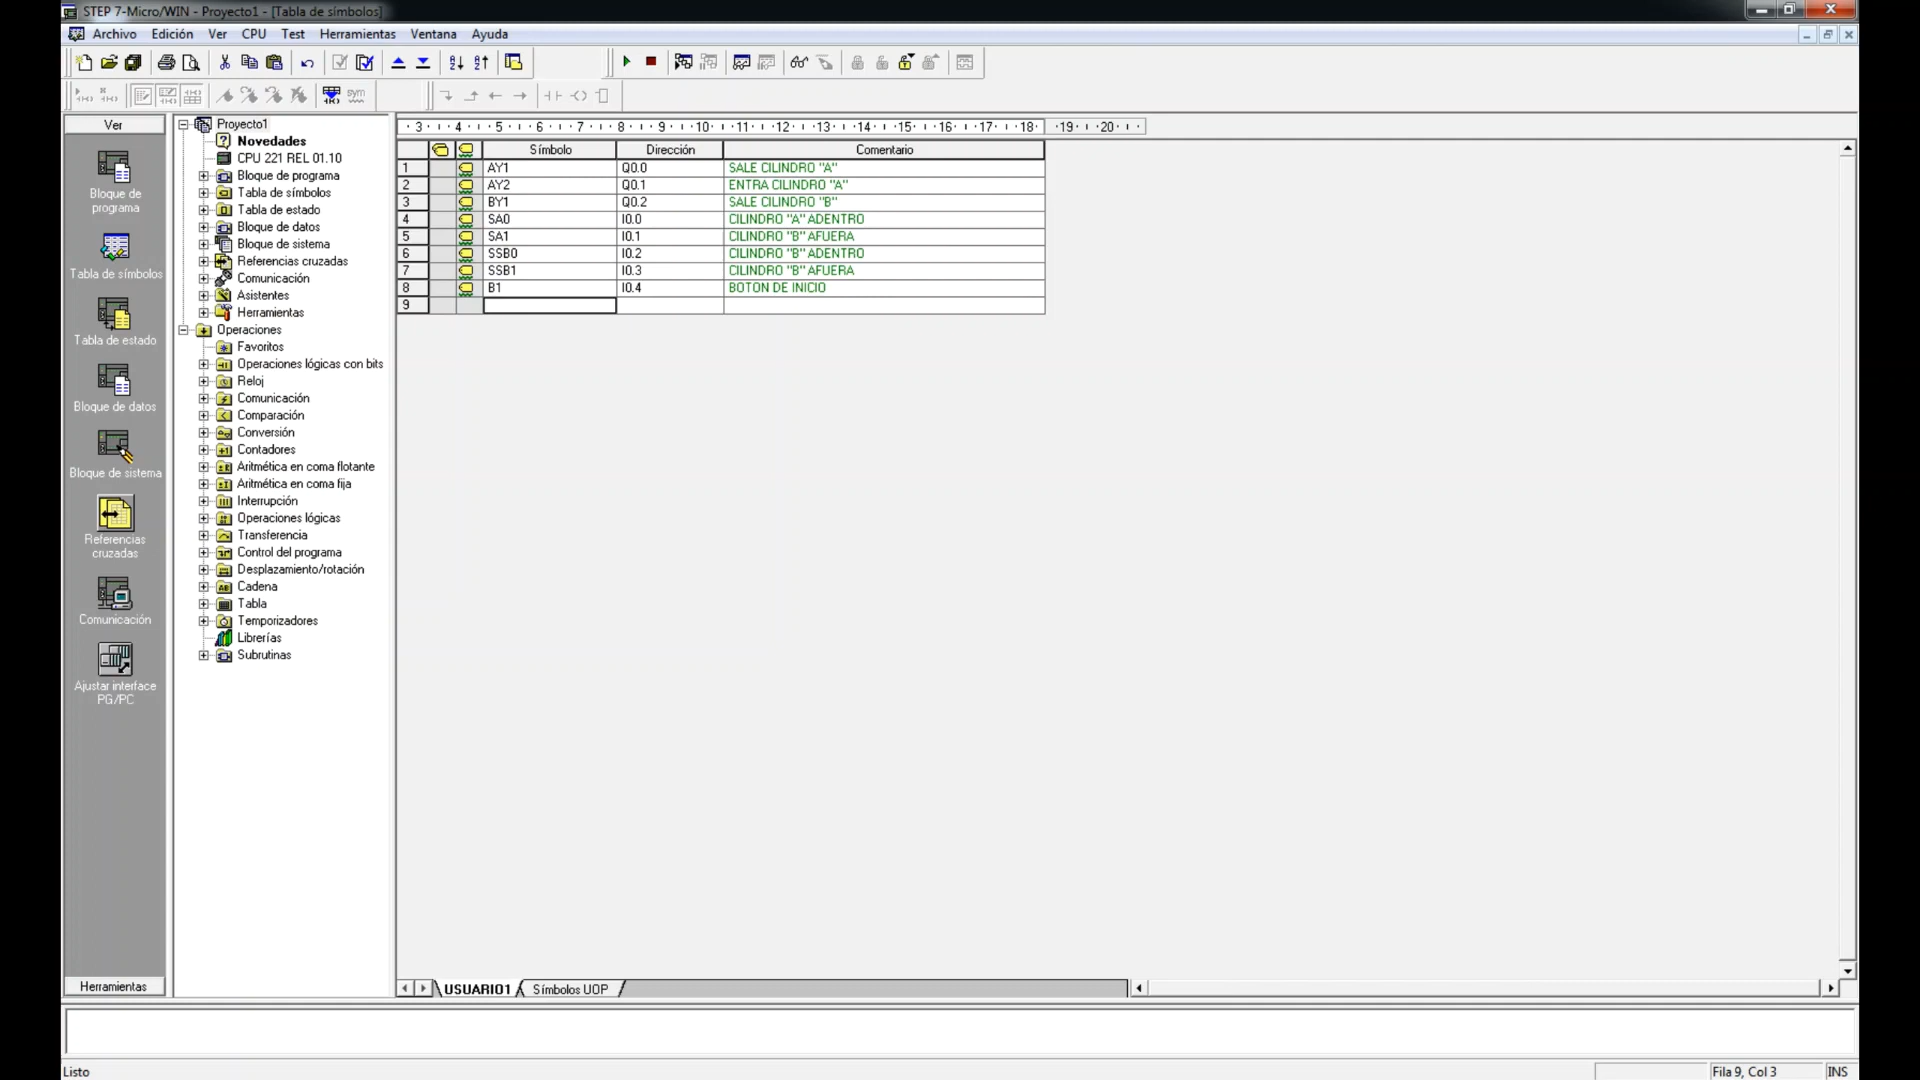 STEP 7-Micro/WIN - Proyecto1 - [Tabla de símbolos]
Archivo Edición Ver CPU Test Herramientas Ventana Ayuda
sym
Ver
Bloque de programa
Tabla de símbolos
Tabla de estado
Bloque de datos
Bloque de sistema
Referencias cruzadas
Comunicación
Ajustar interface PG/PC
Herramientas
Proyecto1
Novedades
CPU 221 REL 01.10
Bloque de programa
Tabla de símbolos
Tabla de estado
Bloque de datos
Bloque de sistema
Referencias cruzadas
Comunicación
Asistentes
Herramientas
Operaciones
Favoritos
Operaciones lógicas con bits
Reloj
Comunicación
Comparación
Conversión
Contadores
Aritmética en coma flotante
Aritmética en coma fija
Interrupción
Operaciones lógicas
Transferencia
Control del programa
Desplazamiento/rotación
Cadena
Tabla
Temporizadores
Librerías
Subrutinas
3 4 5 6 7 8 9 10 11 12 13 14 15 16 17 18 19 20
Símbolo Dirección Comentario
1 AY1 Q0.0 SALE CILINDRO "A"
2 AY2 Q0.1 ENTRA CILINDRO "A"
3 BY1 Q0.2 SALE CILINDRO "B"
4 SA0 I0.0 CILINDRO "A" ADENTRO
5 SA1 I0.1 CILINDRO "B" AFUERA
6 SSB0 I0.2 CILINDRO "B" ADENTRO
7 SSB1 I0.3 CILINDRO "B" AFUERA
8 B1 I0.4 BOTON DE INICIO
9
USUARIO1 Símbolos UOP
Listo Fila 9, Col 3 INS